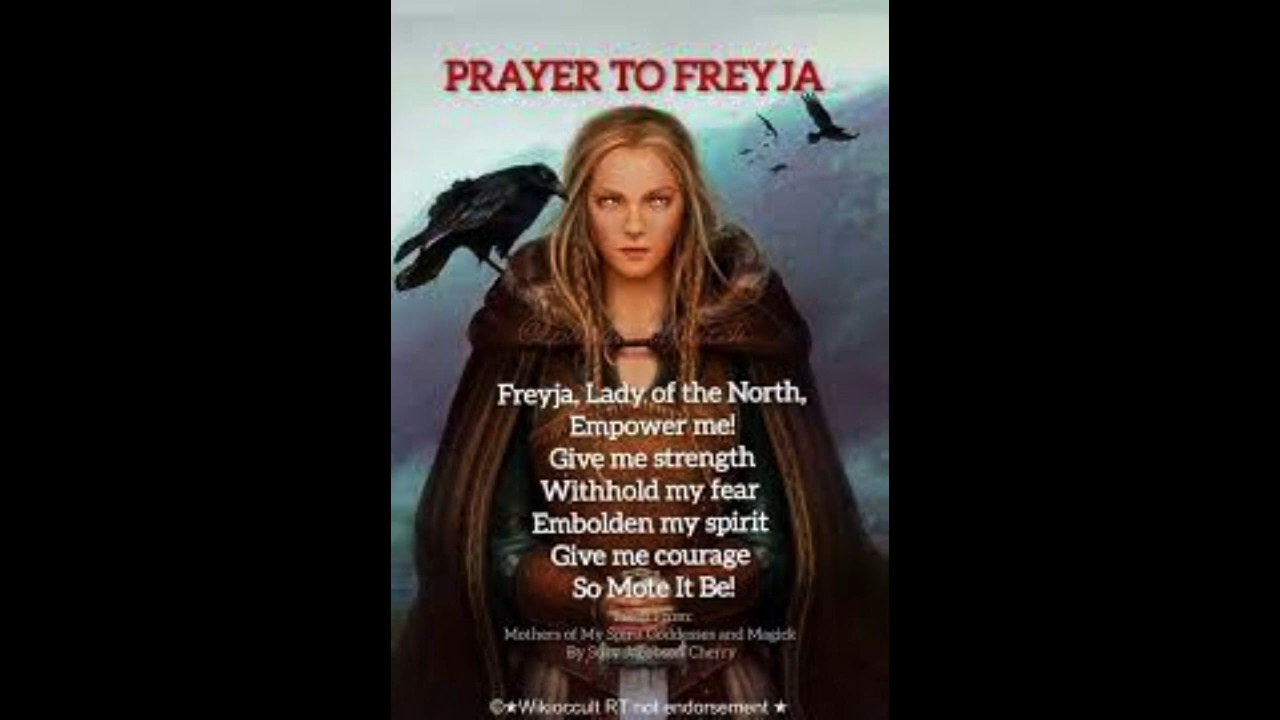 PRAYER TO FREYJA
Freyja, Lady of the North,
Empower me!
Give me strength
Withhold my fear
Embolden my spirit
Give me courage
So Mote It Be!
Mothers of My Spirit Goddesses and Magick
By Cherry
©★Wikioccult RT not endorsement ★